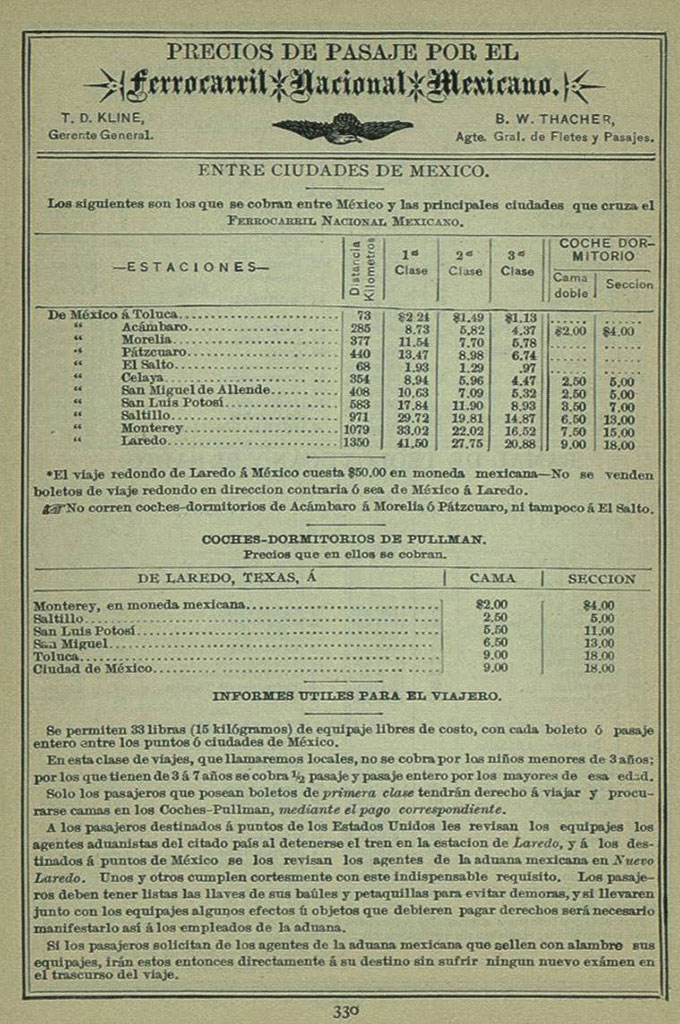 PRECIOS DE PASAJE POR EL
Ferrocarril Nacional Mexicano.
T. D. KLINE,
Gerente General.
B. W. THACHER,
Agte. Gral. de Fletes y Pasajes.
ENTRE CIUDADES DE MEXICO.
Los siguientes son los que se cobran entre México y las principales ciudades que cruza el
FERROCARRIL NACIONAL MEXICANO.
—ESTACIONES— Distancia Kilometros 1ª Clase 2ª Clase 3ª Clase COCHE DOR-MITORIO Cama doble Seccion
De México á Toluca 73 $2.24 $1.49 $1.13
“ Acámbaro 285 8.73 5.82 4.37 $2.00 $4.00
“ Morelia 377 11.54 7.70 5.78
“ Pátzcuaro 440 13.47 8.98 6.74
“ El Salto 68 1.93 1.29 .97
“ Celaya 354 8.94 5.96 4.47 2.50 5.00
“ San Miguel de Allende 408 10.63 7.09 5.32 2.50 5.00
“ San Luis Potosí 583 17.84 11.90 8.93 3.50 7.00
“ Saltillo 971 29.72 19.81 14.87 6.50 13.00
“ Monterey 1079 33.02 22.02 16.52 7.50 15.00
“ Laredo 1350 41.50 27.75 20.88 9.00 18.00
*El viaje redondo de Laredo á México cuesta $50.00 en moneda mexicana—No se venden
boletos de viaje redondo en direccion contraria ó sea de México á Laredo.
☞No corren coches-dormitorios de Acámbaro á Morelia ó Pátzcuaro, ni tampoco á El Salto.
COCHES-DORMITORIOS DE PULLMAN.
Precios que en ellos se cobran.
DE LAREDO, TEXAS, Á CAMA SECCION
Monterey, en moneda mexicana $2.00 $4.00
Saltillo 2.50 5.00
San Luis Potosí 5.50 11.00
San Miguel 6.50 13.00
Toluca 9.00 18.00
Ciudad de México 9.00 18.00
INFORMES UTILES PARA EL VIAJERO.
Se permiten 33 libras (15 kilógramos) de equipaje libres de costo, con cada boleto ó pasaje
entero entre los puntos ó ciudades de México.
En esta clase de viajes, que llamaremos locales, no se cobra por los niños menores de 3 años;
por los que tienen de 3 á 7 años se cobra ½ pasaje y pasaje entero por los mayores de esa edad.
Solo los pasajeros que posean boletos de primera clase tendrán derecho á viajar y procu-
rarse camas en los Coches-Pullman, mediante el pago correspondiente.
A los pasajeros destinados á puntos de los Estados Unidos les revisan los equipajes los
agentes aduanistas del citado país al detenerse el tren en la estacion de Laredo, y á los des-
tinados á puntos de México se los revisan los agentes de la aduana mexicana en Nuevo
Laredo. Unos y otros cumplen cortesmente con este indispensable requisito. Los pasaje-
ros deben tener listas las llaves de sus baúles y petaquillas para evitar demoras, y si llevaren
junto con los equipajes algunos efectos ú objetos que debieren pagar derechos será necesario
manifestarlo así á los empleados de la aduana.
Si los pasajeros solicitan de los agentes de la aduana mexicana que sellen con alambre sus
equipajes, irán estos entonces directamente á su destino sin sufrir ningun nuevo exámen en
el trascurso del viaje.
330